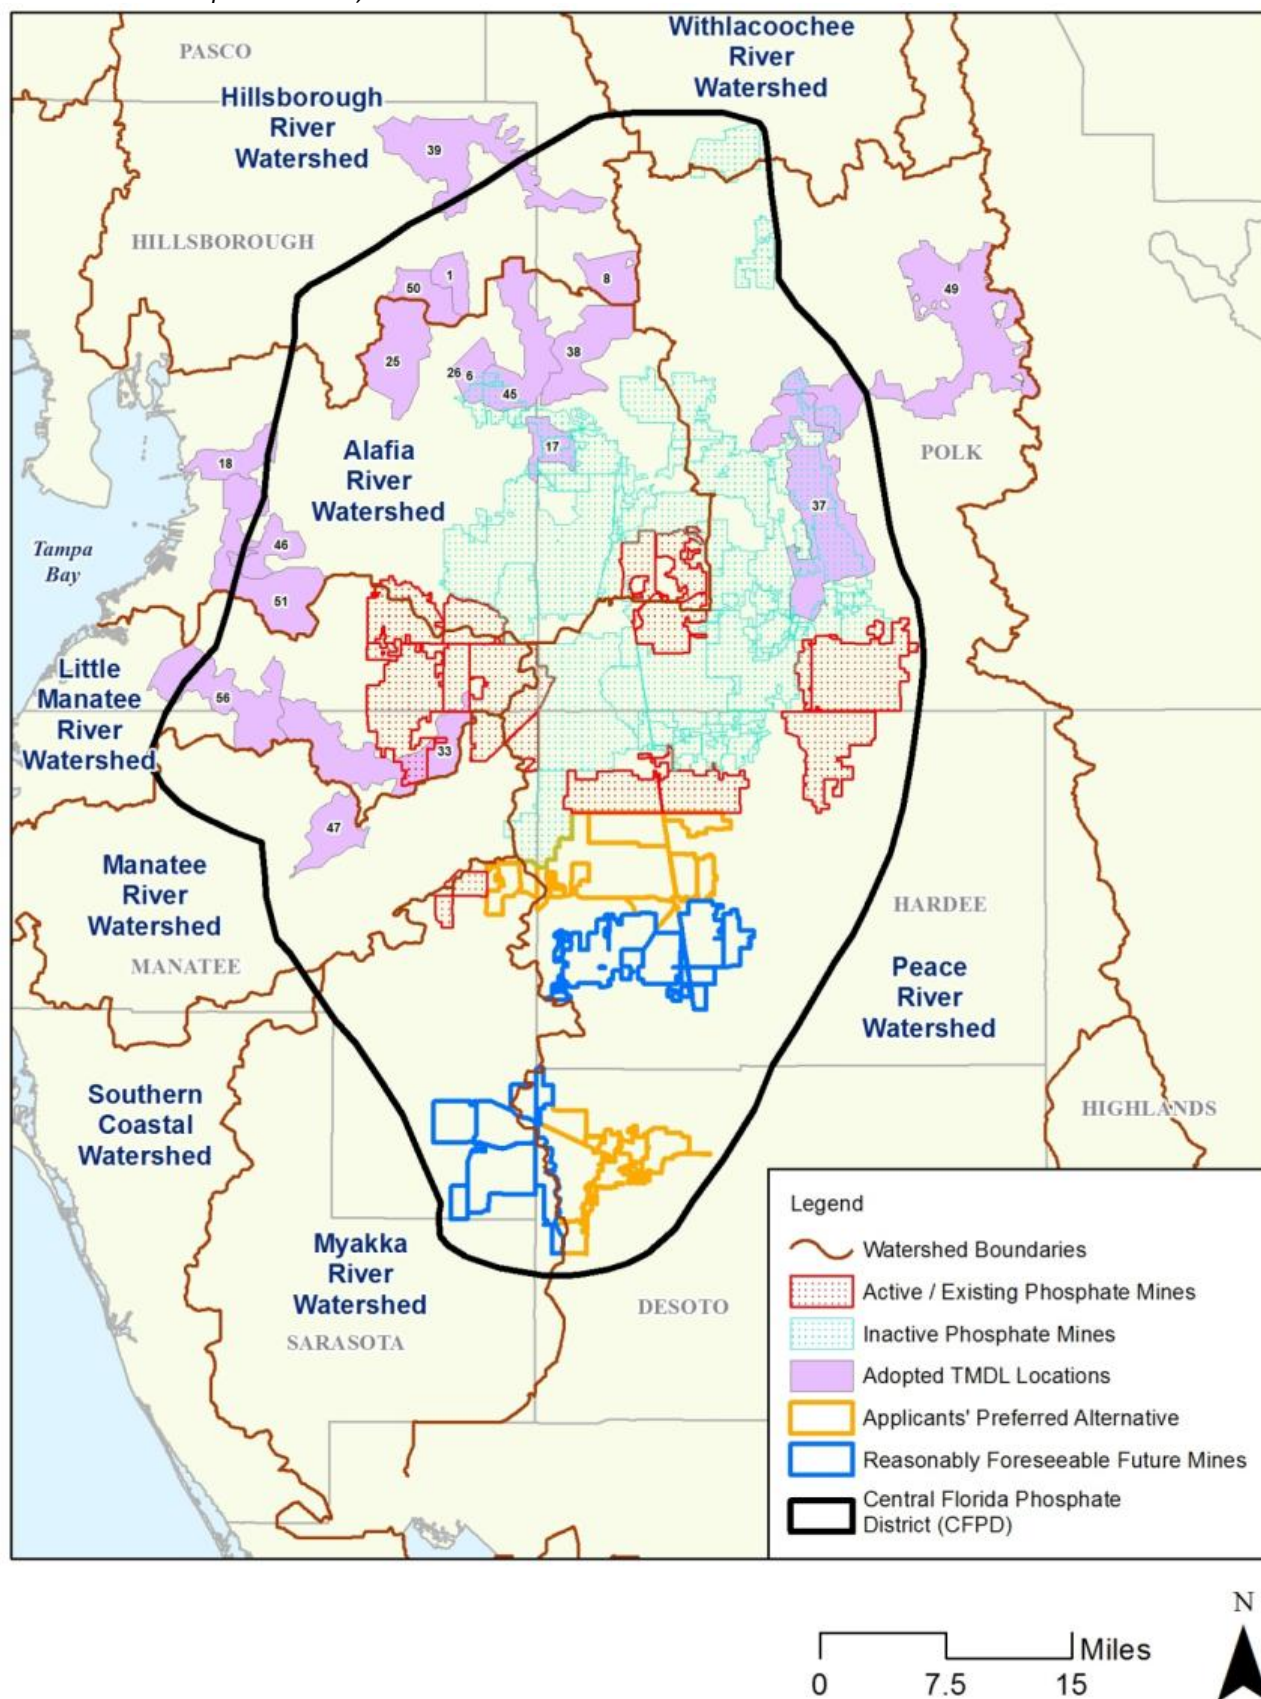 Withlacoochee
River
Watershed
PASCO
Hillsborough
River
Watershed
39
HILLSBOROUGH
1
50
8
49
25
38
26 6
45
17
POLK
Alafia
River
Watershed
18
37
Tampa
Bay
46
51
Little
Manatee
River
Watershed
56
33
47
Manatee
River
Watershed
MANATEE
HARDEE
Peace
River
Watershed
Southern
Coastal
Watershed
HIGHLANDS
Myakka
River
Watershed
SARASOTA
DESOTO
Legend
Watershed Boundaries
Active / Existing Phosphate Mines
Inactive Phosphate Mines
Adopted TMDL Locations
Applicants' Preferred Alternative
Reasonably Foreseeable Future Mines
Central Florida Phosphate
District (CFPD)
N
Miles
0 7.5 15